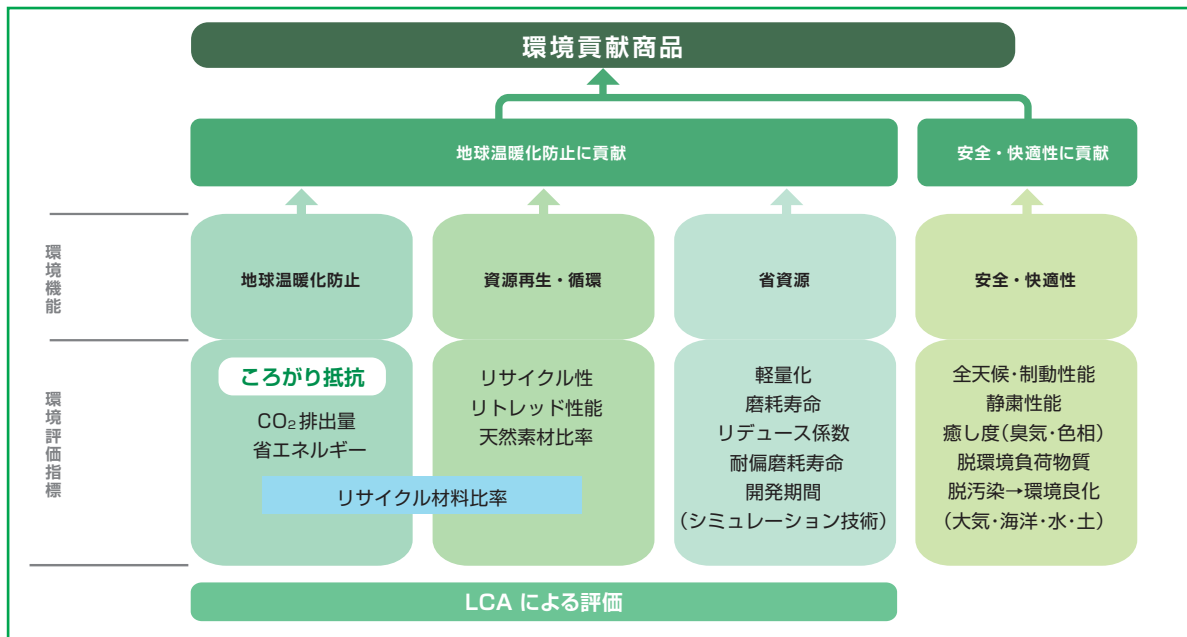 環境貢献商品
地球温暖化防止に貢献
安全・快適性に貢献
環境機能
地球温暖化防止
資源再生・循環
省資源
安全・快適性
環境評価指標
ころがり抵抗
CO₂排出量
省エネルギー
リサイクル性
リトレッド性能
天然素材比率
リサイクル材料比率
軽量化
磨耗寿命
リデュース係数
耐偏磨耗寿命
開発期間
(シミュレーション技術)
全天候・制動性能
静粛性能
癒し度(臭気・色相)
脱環境負荷物質
脱汚染→環境良化
(大気・海洋・水・土)
LCA による評価